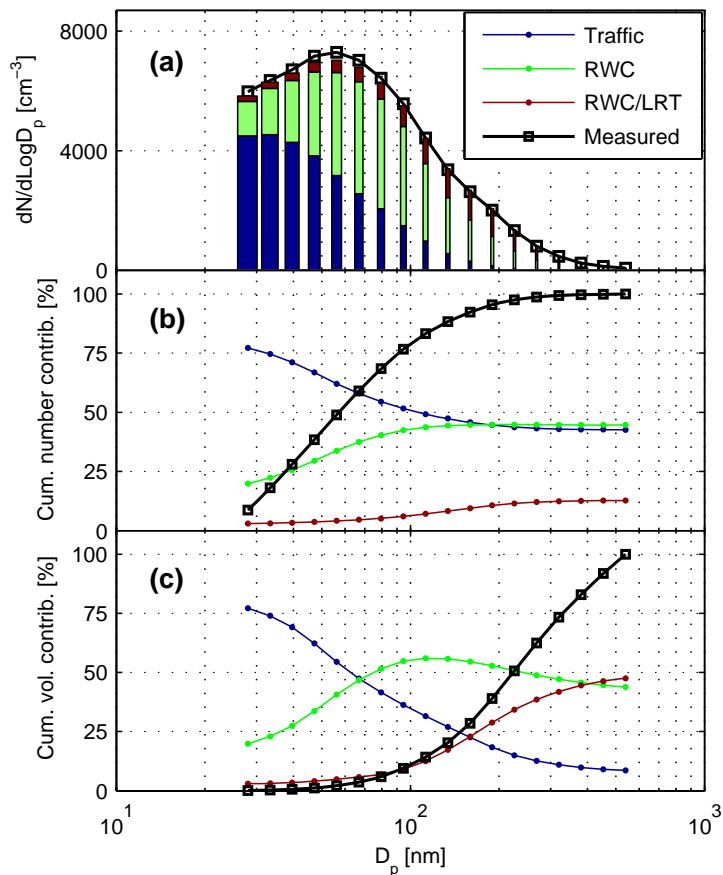 8000
4000
0
dN/dLogD_p [cm^-3]
(a)
Traffic
RWC
RWC/LRT
Measured
100
75
50
25
0
Cum. number contrib. [%]
(b)
100
75
50
25
0
Cum. vol. contrib. [%]
(c)
10^1
10^2
10^3
D_p [nm]